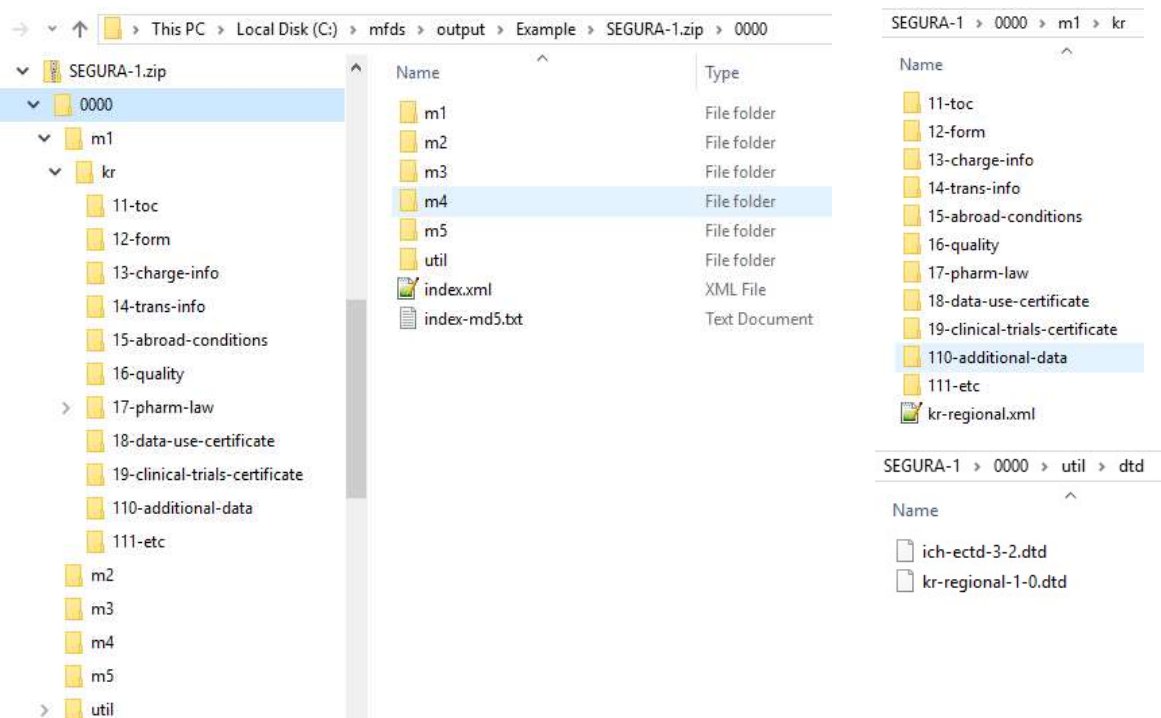 This PC > Local Disk (C:) > mfds > output > Example > SEGURA-1.zip > 0000
SEGURA-1.zip
0000
m1
kr
11-toc
12-form
13-charge-info
14-trans-info
15-abroad-conditions
16-quality
17-pharm-law
18-data-use-certificate
19-clinical-trials-certificate
110-additional-data
111-etc
m2
m3
m4
m5
util
Name Type
m1 File folder
m2 File folder
m3 File folder
m4 File folder
m5 File folder
util File folder
index.xml XML File
index-md5.txt Text Document
SEGURA-1 > 0000 > m1 > kr
Name
11-toc
12-form
13-charge-info
14-trans-info
15-abroad-conditions
16-quality
17-pharm-law
18-data-use-certificate
19-clinical-trials-certificate
110-additional-data
111-etc
kr-regional.xml
SEGURA-1 > 0000 > util > dtd
Name
ich-ectd-3-2.dtd
kr-regional-1-0.dtd